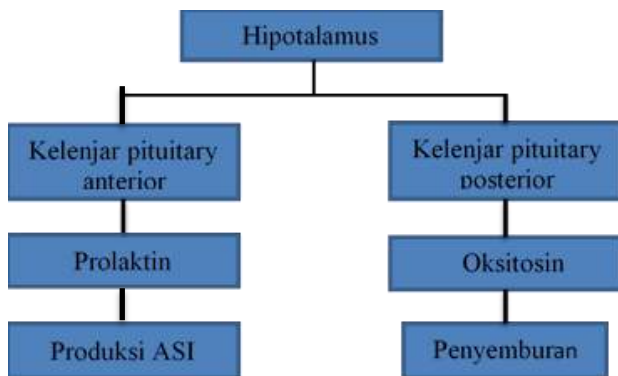 Hipotalamus
Kelenjar pituitary
anterior
Kelenjar pituitary
posterior
Prolaktin
Oksitosin
Produksi ASI
Penyemburan